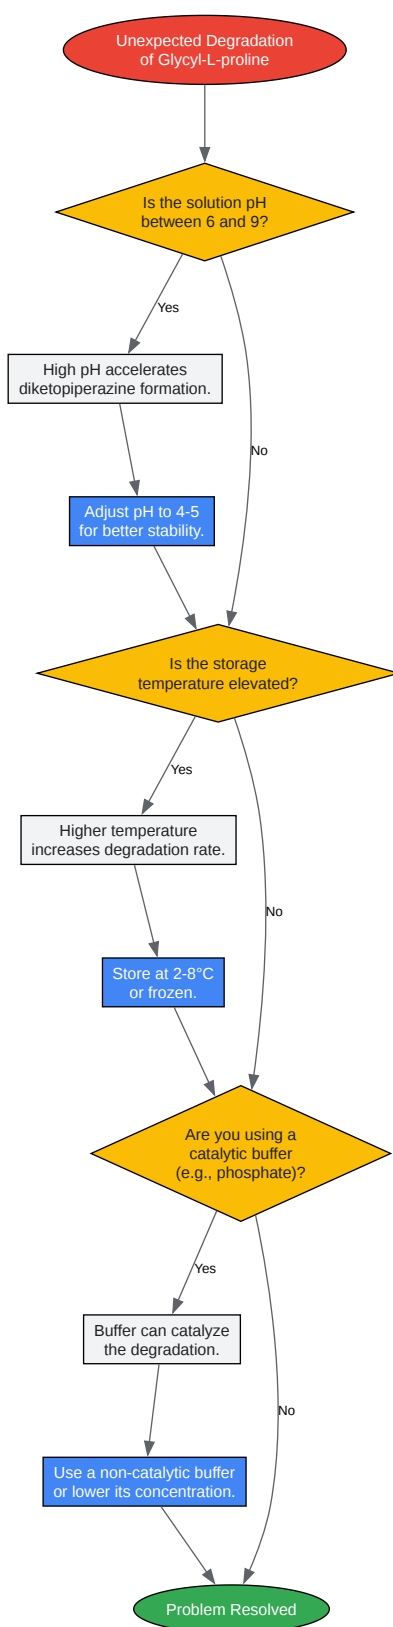 Unexpected Degradation
of Glycyl-L-proline
Is the solution pH
between 6 and 9?
Yes
High pH accelerates
diketopiperazine formation.
No
Adjust pH to 4-5
for better stability.
Is the storage
temperature elevated?
Yes
Higher temperature
increases degradation rate.
No
Store at 2-8°C
or frozen.
Are you using a
catalytic buffer
(e.g., phosphate)?
Yes
Buffer can catalyze
the degradation.
No
Use a non-catalytic buffer
or lower its concentration.
Problem Resolved